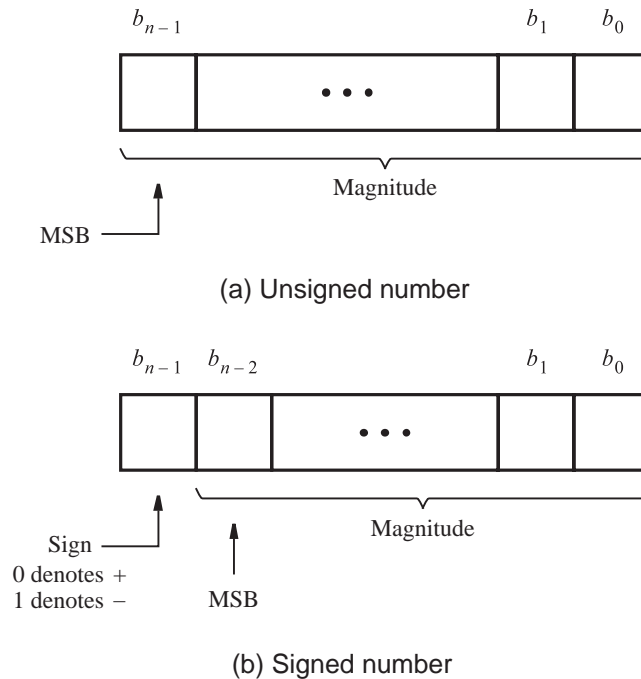 b_{n – 1} b_1 b_0
• • •
Magnitude
MSB
(a) Unsigned number
b_{n – 1} b_{n – 2} b_1 b_0
• • •
Magnitude
Sign
0 denotes +
1 denotes –
MSB
(b) Signed number